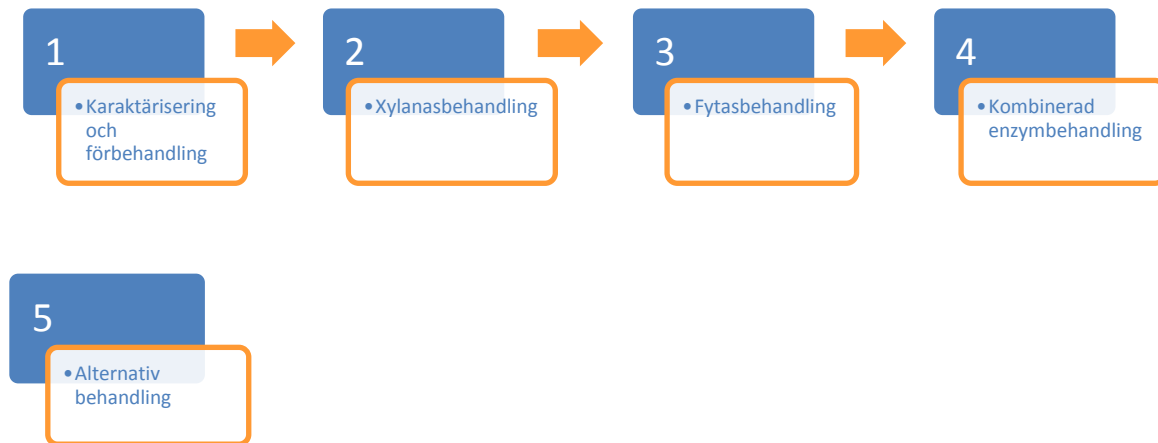 1
• Karaktärisering
och
förbehandling
2
• Xylanasbehandling
3
• Fytasbehandling
4
• Kombinerad
enzymbehandling
5
• Alternativ
behandling